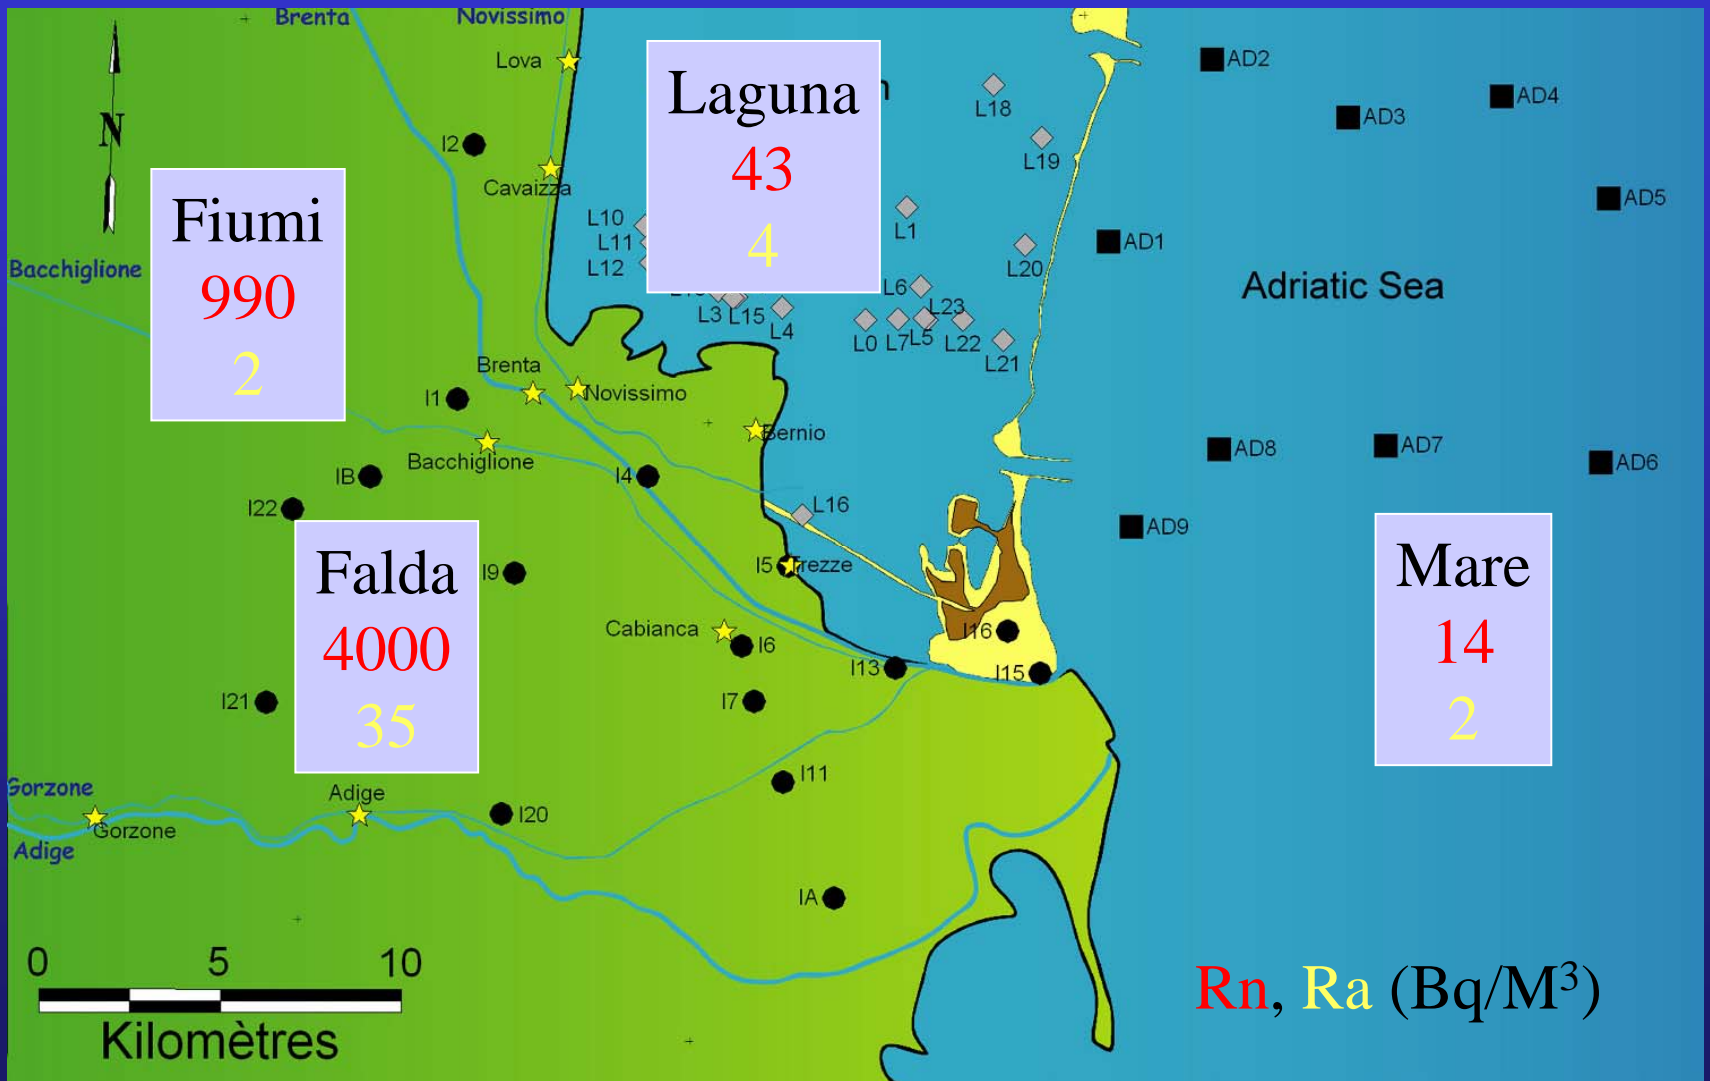 Brenta
Novissimo
Lova
Laguna
43
4
n
L18
L19
AD2
AD3
AD4
AD5
N
I2
Cavaizza
Fiumi
990
2
L10
L11
L12
L1
L20
AD1
Bacchiglione
Adriatic Sea
L6
L23
L3
L15
L4
L0
L7
L5
L22
L21
Brenta
Novissimo
I1
Bernio
Bacchiglione
AD8
AD7
AD6
IB
I4
I22
L16
AD9
Falda
4000
35
I9
I5
Trezze
Mare
14
2
Cabianca
I6
I16
I13
I15
I21
I7
I11
Gorzone
Adige
Gorzone
I20
Adige
IA
0 5 10
Kilomètres
Rn, Ra (Bq/M³)